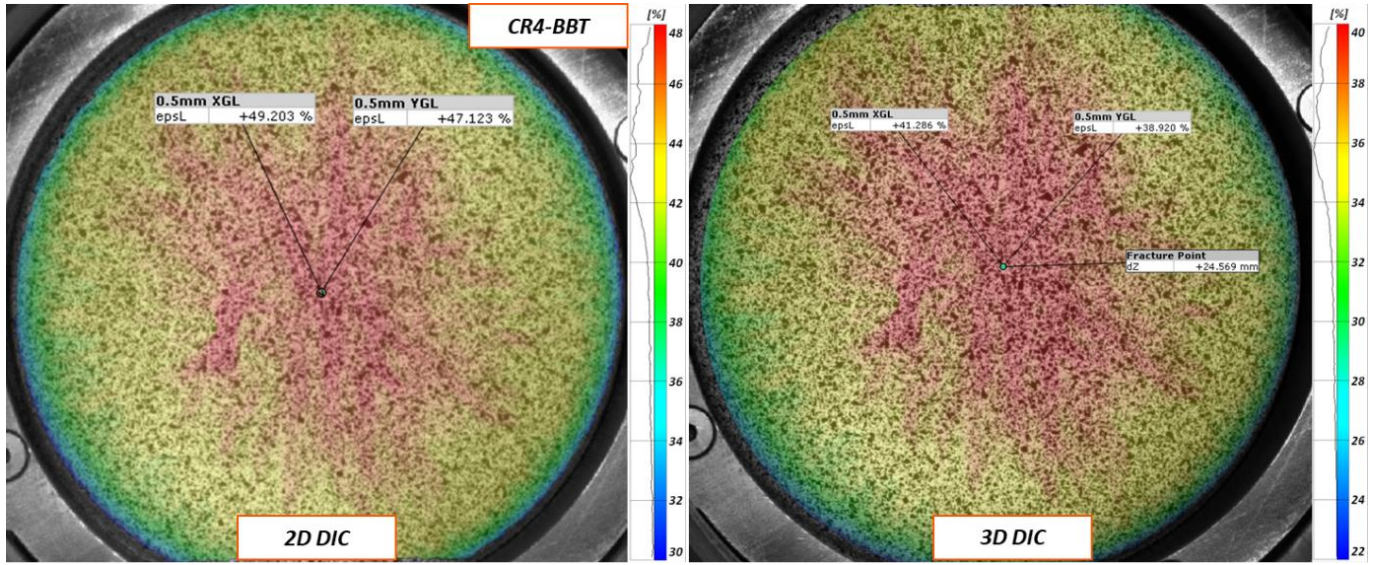 CR4-BBT
[%]
48
46
44
42
40
38
36
34
32
30
0.5mm XGL
epsL +49.203 %
0.5mm YGL
epsL +47.123 %
2D DIC
[%]
40
38
36
34
32
30
28
26
24
22
0.5mm XGL
epsL +41.286 %
0.5mm YGL
epsL +38.920 %
Fracture Point
dZ +24.569 mm
3D DIC